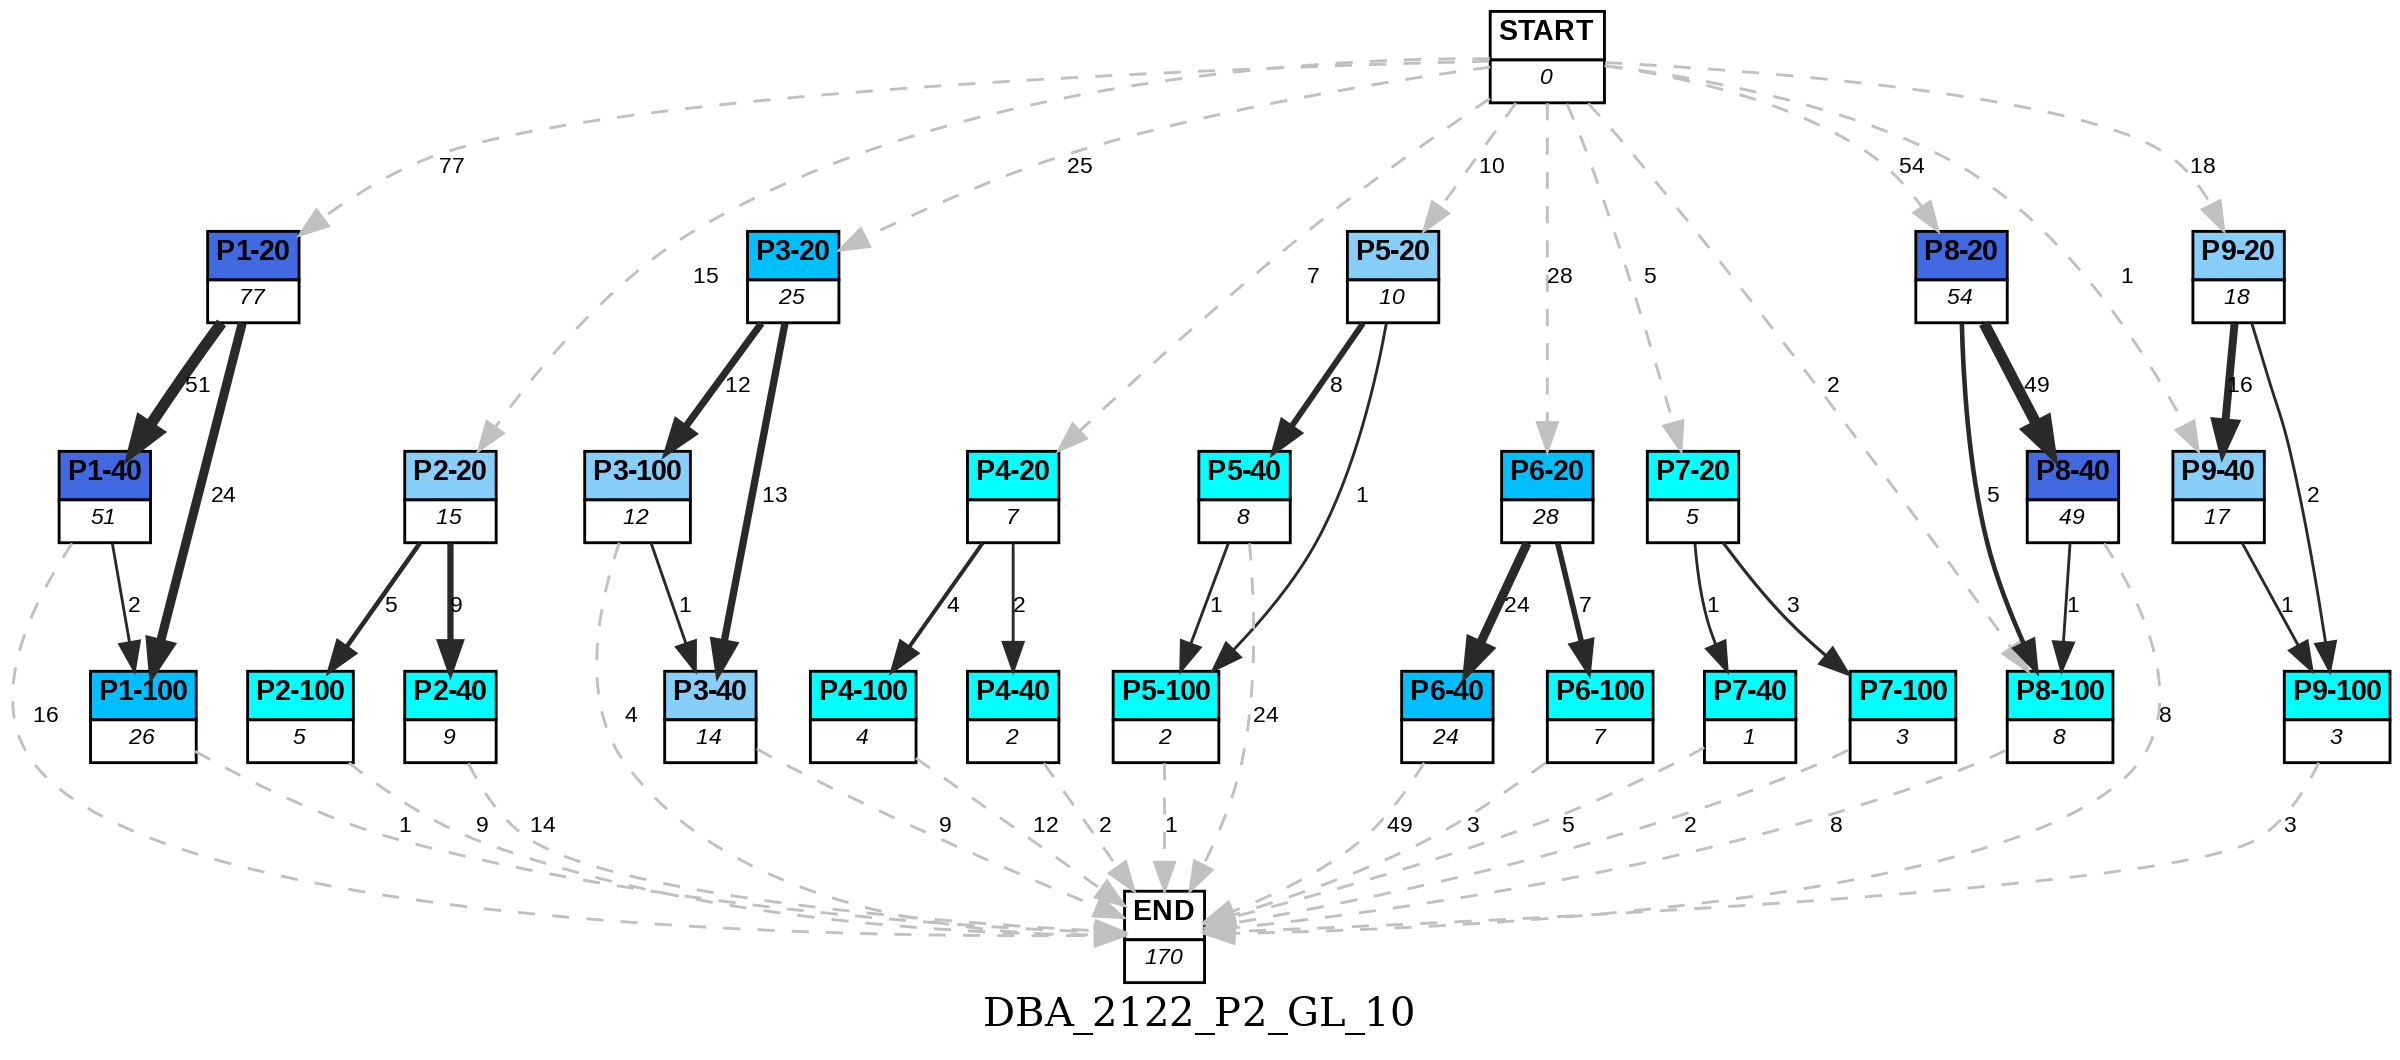 START
0
77
25
10
54
18
P1-20
77
P3-20
25
P5-20
10
P8-20
54
P9-20
18
15
7
28
5
1
51
12
8
2
49
16
24
13
1
5
2
P1-40
51
P2-20
15
P3-100
12
P4-20
7
P5-40
8
P6-20
28
P7-20
5
P8-40
49
P9-40
17
2
5
9
1
4
2
1
24
7
1
3
1
1
P1-100
26
P2-100
5
P2-40
9
P3-40
14
P4-100
4
P4-40
2
P5-100
2
P6-40
24
P6-100
7
P7-40
1
P7-100
3
P8-100
8
P9-100
3
16
4
24
8
1
9
14
9
12
2
1
49
3
5
2
8
3
END
170
DBA_2122_P2_GL_10